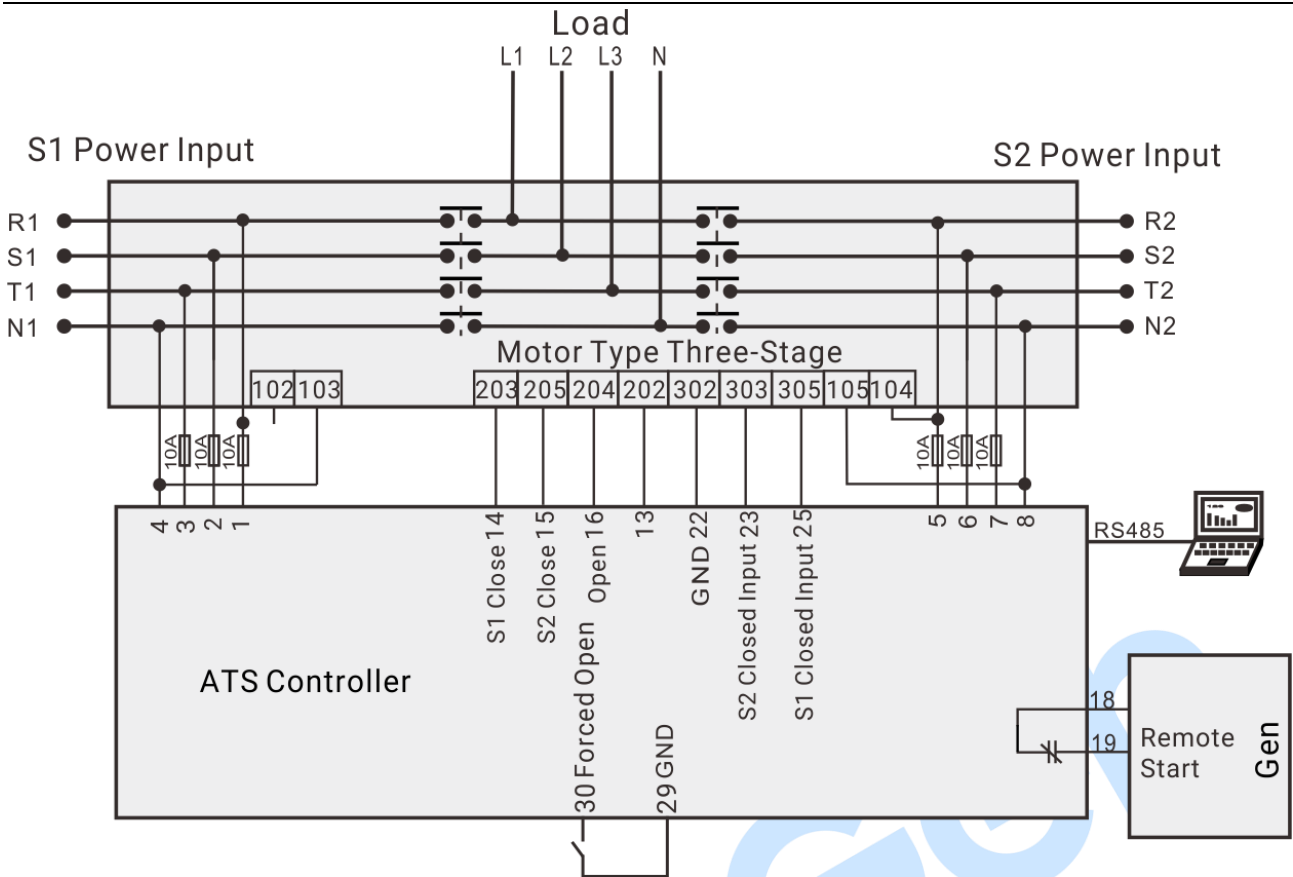 Load
L1 L2 L3 N
S1 Power Input
S2 Power Input
R1
S1
T1
N1
R2
S2
T2
N2
Motor Type Three-Stage
102 103
203 205 204 202 302 303 305 105 104
10A 10A 10A
10A 10A 10A
4 3 2 1
S1 Close 14
S2 Close 15
Open 16
13
GND 22
S2 Closed Input 23
S1 Closed Input 25
5 6 7 8
RS485
ATS Controller
30 Forced Open
29 GND
18
19
Remote
Start
Gen